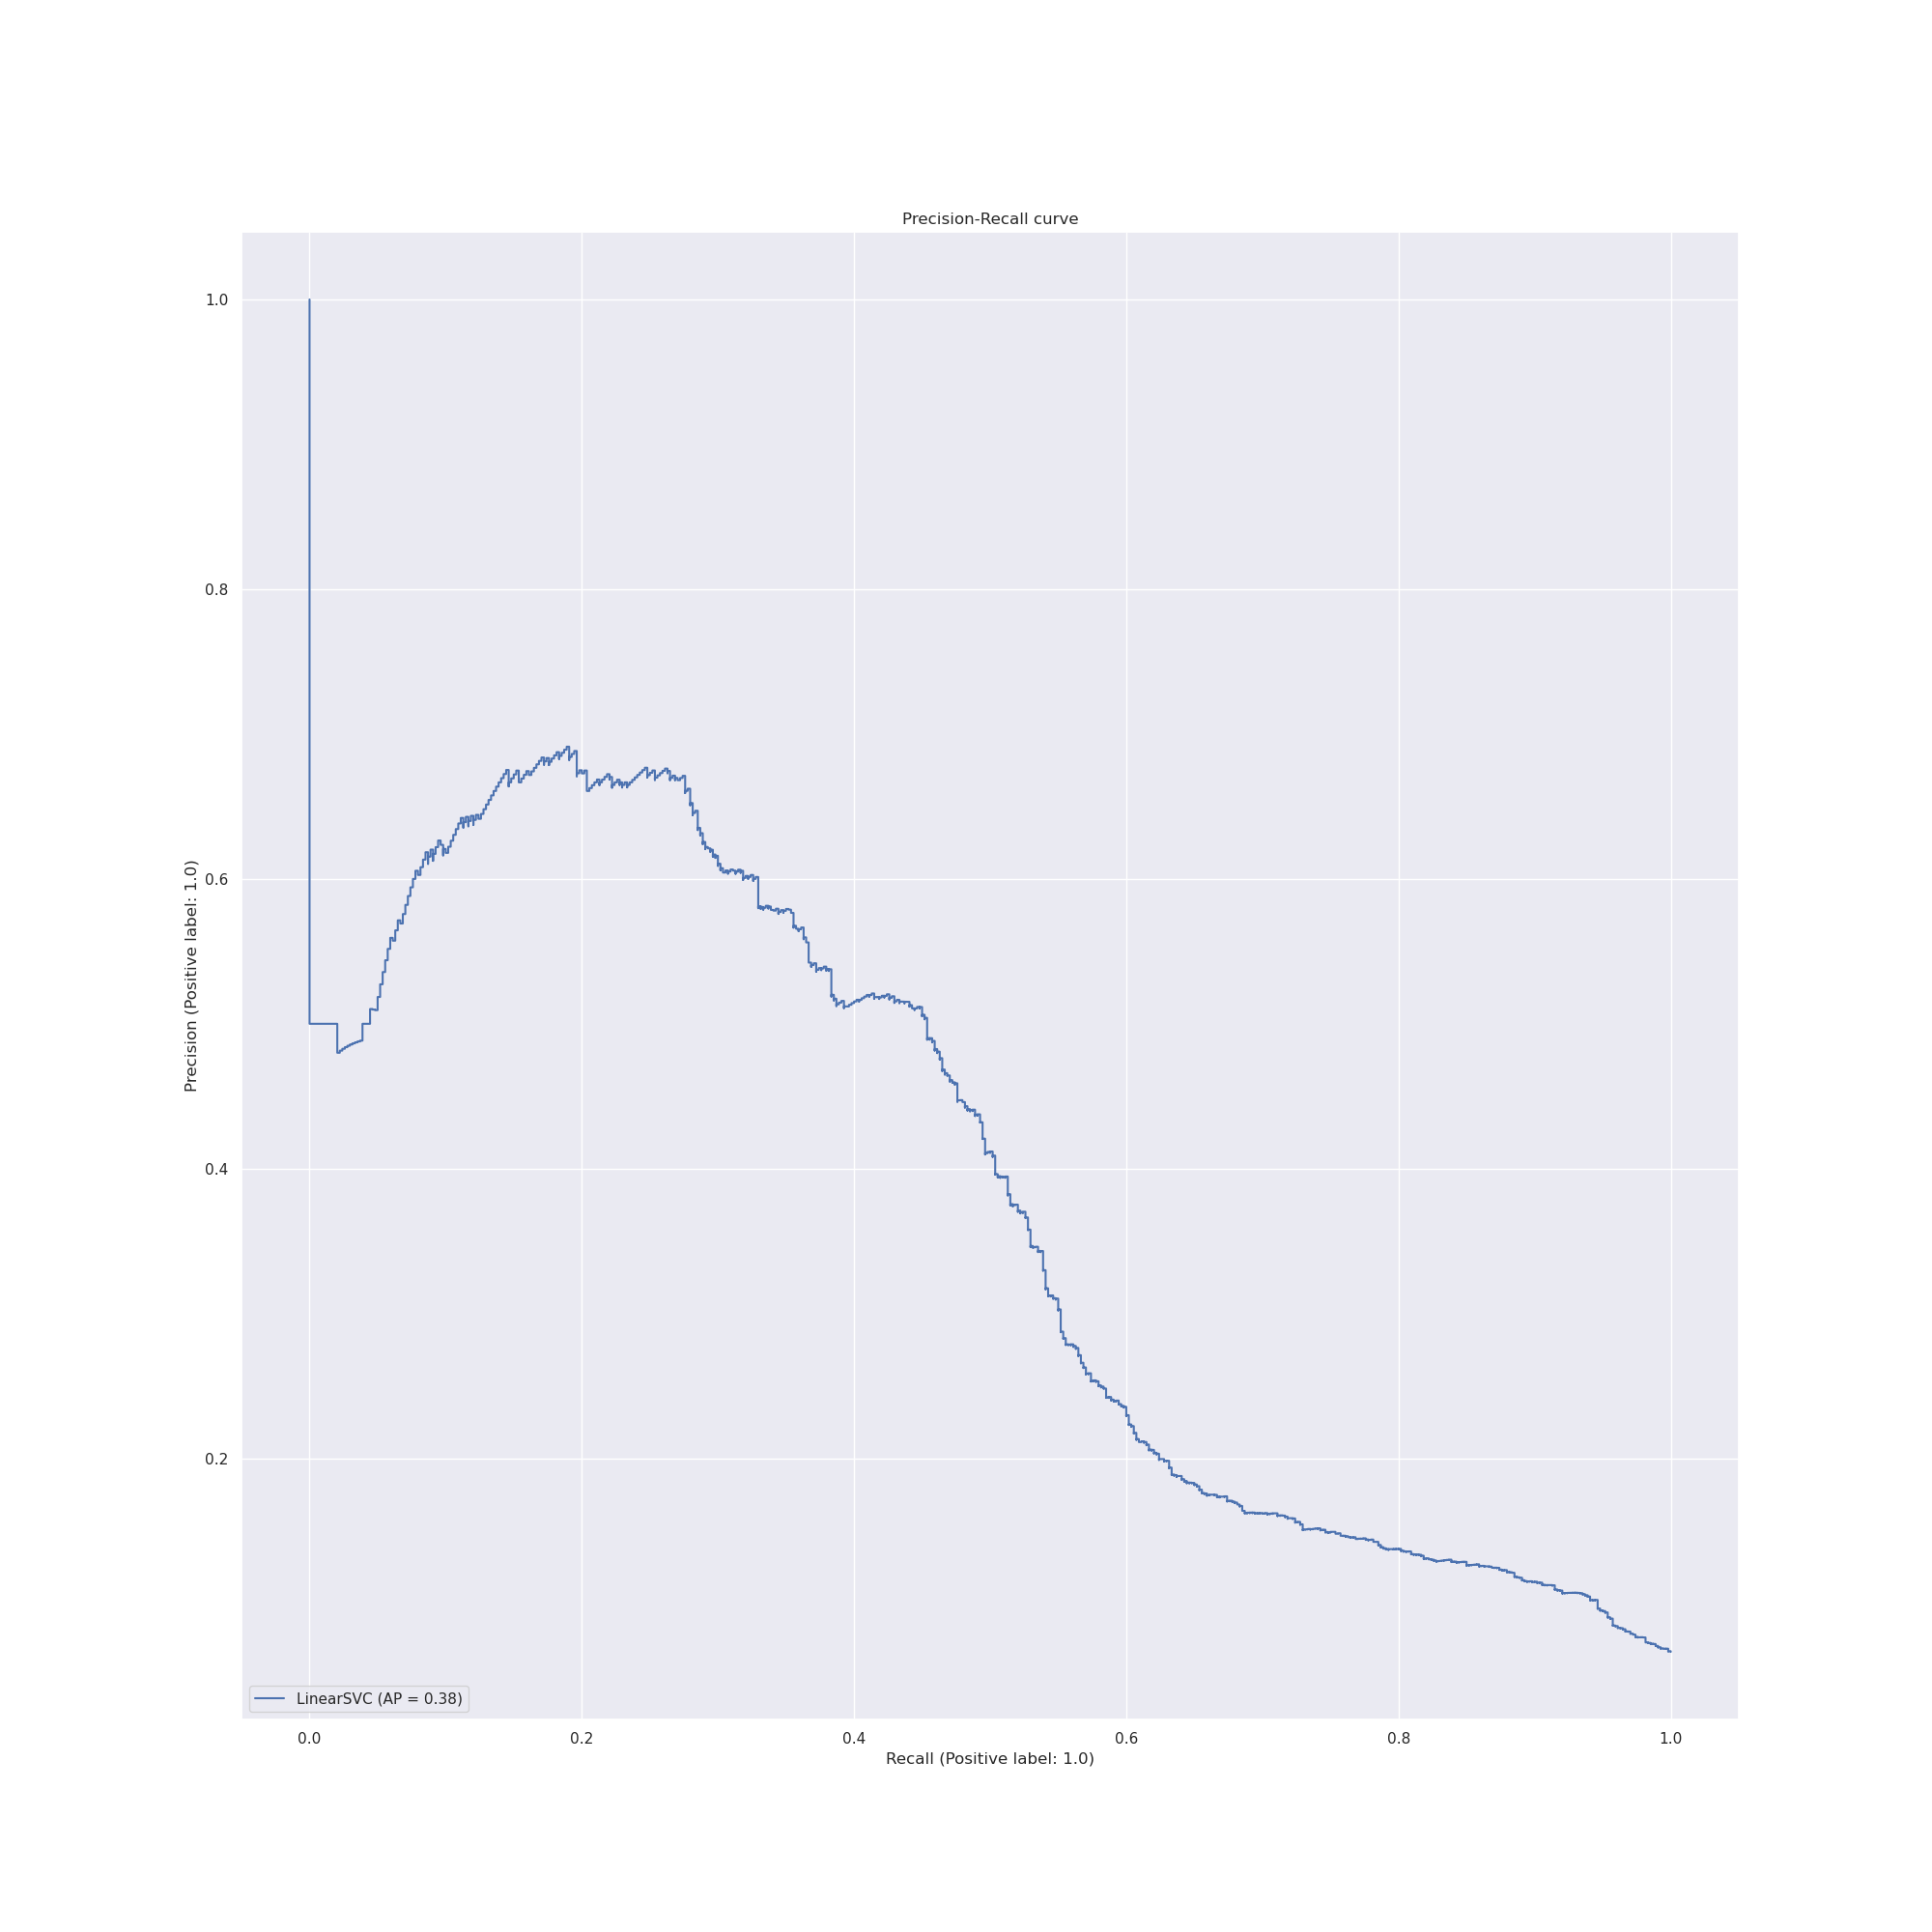 Precision-Recall curve
1.0
0.8
0.6
0.4
0.2
Precision (Positive label: 1.0)
LinearSVC (AP = 0.38)
0.0 0.2 0.4 0.6 0.8 1.0
Recall (Positive label: 1.0)